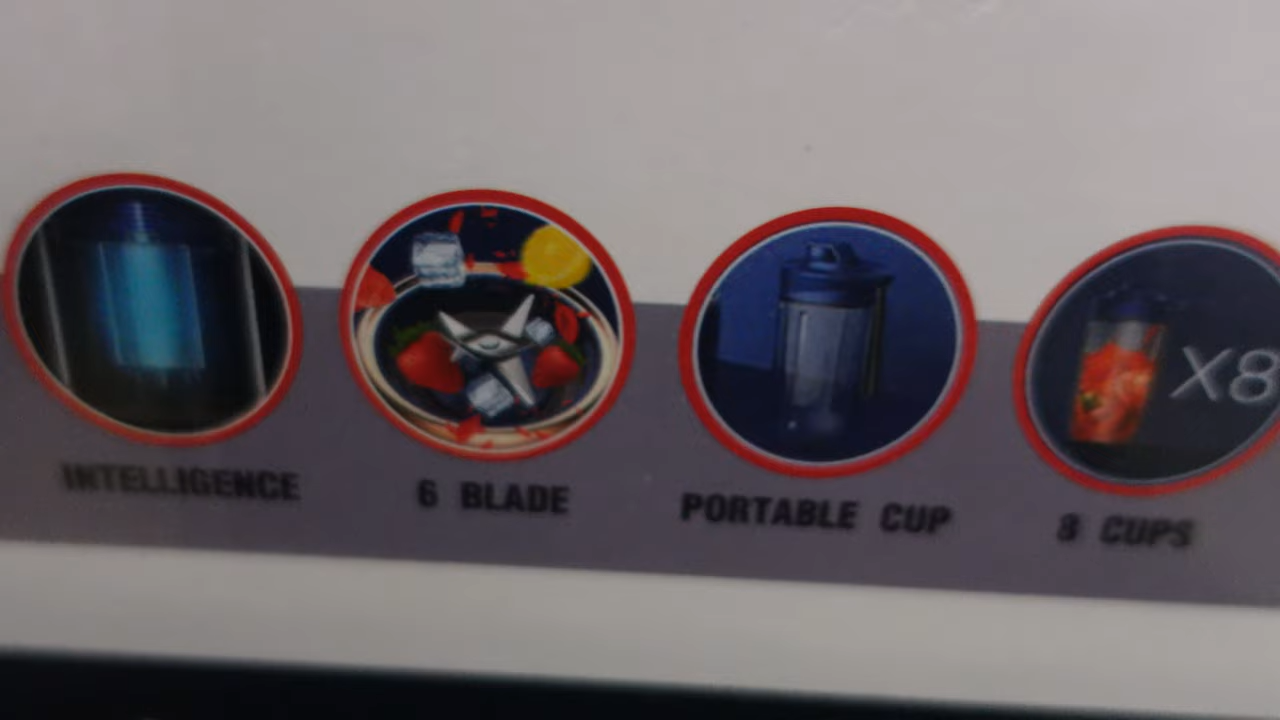 X8
INTELLIGENCE
6 BLADE
PORTABLE CUP
8 CUPS